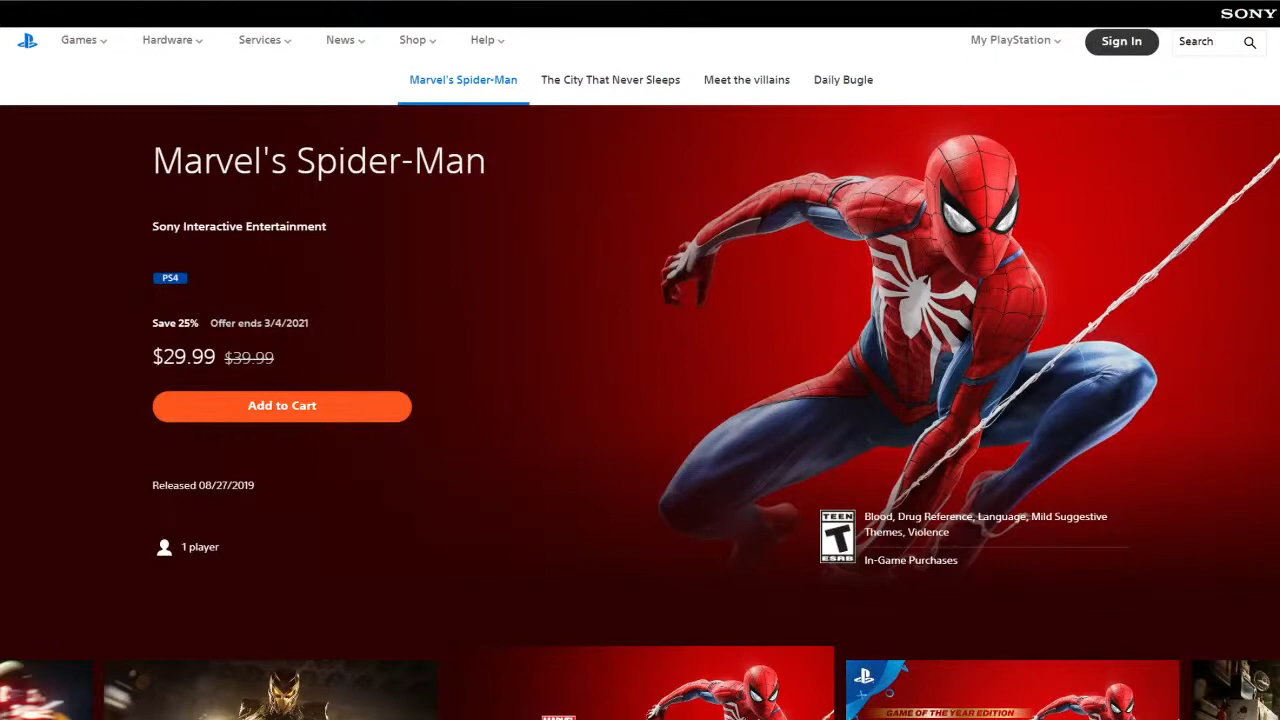 SONY
Games
Hardware
Services
News
Shop
Help
My PlayStation
Sign In
Search
Marvel's Spider-Man
The City That Never Sleeps
Meet the villains
Daily Bugle
Marvel's Spider-Man
Sony Interactive Entertainment
PS4
Save 25% Offer ends 3/4/2021
$29.99 $39.99
Add to Cart
Released 08/27/2019
1 player
TEEN
T
ESRB
Blood, Drug Reference, Language, Mild Suggestive
Themes, Violence
In-Game Purchases
MARVEL
GAME OF THE YEAR EDITION